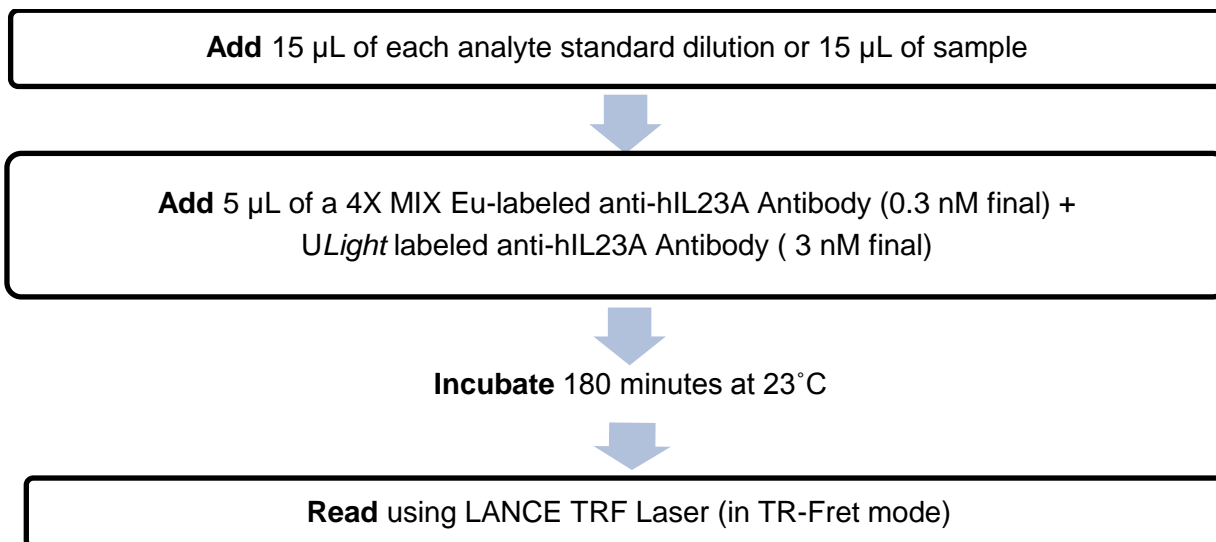 Add 15 µL of each analyte standard dilution or 15 µL of sample
Add 5 µL of a 4X MIX Eu-labeled anti-hIL23A Antibody (0.3 nM final) +
ULight labeled anti-hIL23A Antibody ( 3 nM final)
Incubate 180 minutes at 23˚C
Read using LANCE TRF Laser (in TR-Fret mode)